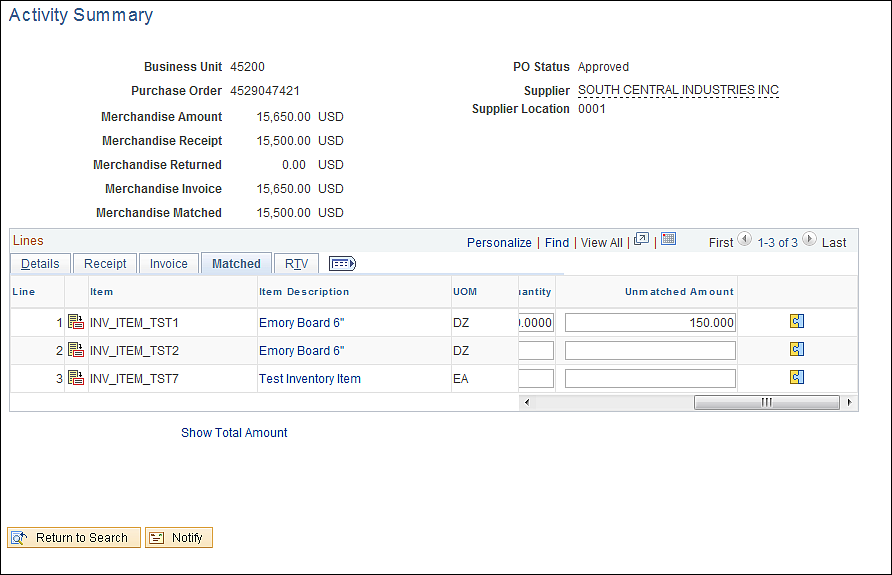 Activity Summary
Business Unit 45200 PO Status Approved
Purchase Order 4529047421 Supplier SOUTH CENTRAL INDUSTRIES INC
Supplier Location 0001
Merchandise Amount 15,650.00 USD
Merchandise Receipt 15,500.00 USD
Merchandise Returned 0.00 USD
Merchandise Invoice 15,650.00 USD
Merchandise Matched 15,500.00 USD
Lines Personalize | Find | View All | | First 1-3 of 3 Last
Details Receipt Invoice Matched RTV
Line Item Item Description UOM Unmatched Amount
1 INV_ITEM_TST1 Emory Board 6" DZ .0000 150.000
2 INV_ITEM_TST2 Emory Board 6" DZ
3 INV_ITEM_TST7 Test Inventory Item EA
Show Total Amount
Return to Search Notify